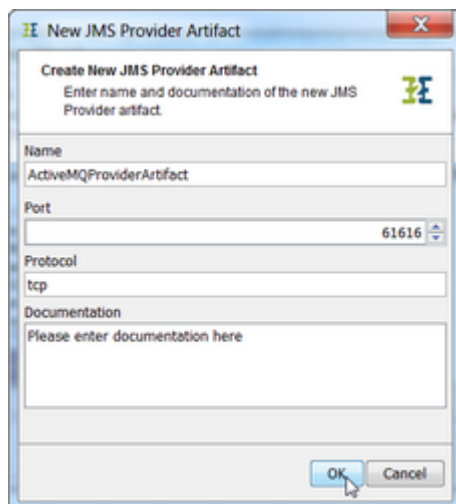 New JMS Provider Artifact
Create New JMS Provider Artifact
Enter name and documentation of the new JMS
Provider artifact.
Name
ActiveMQProviderArtifact
Port
61616
Protocol
tcp
Documentation
Please enter documentation here
OK Cancel